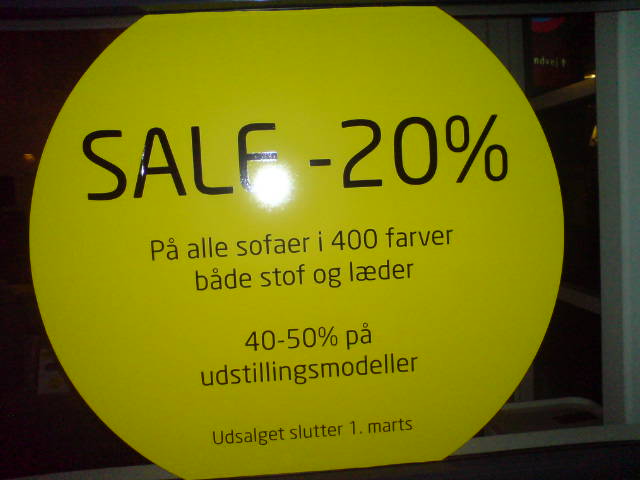 SALE -20%
På alle sofaer i 400 farver
både stof og læder
40-50% på
udstillingsmodeller
Udsalget slutter 1. marts